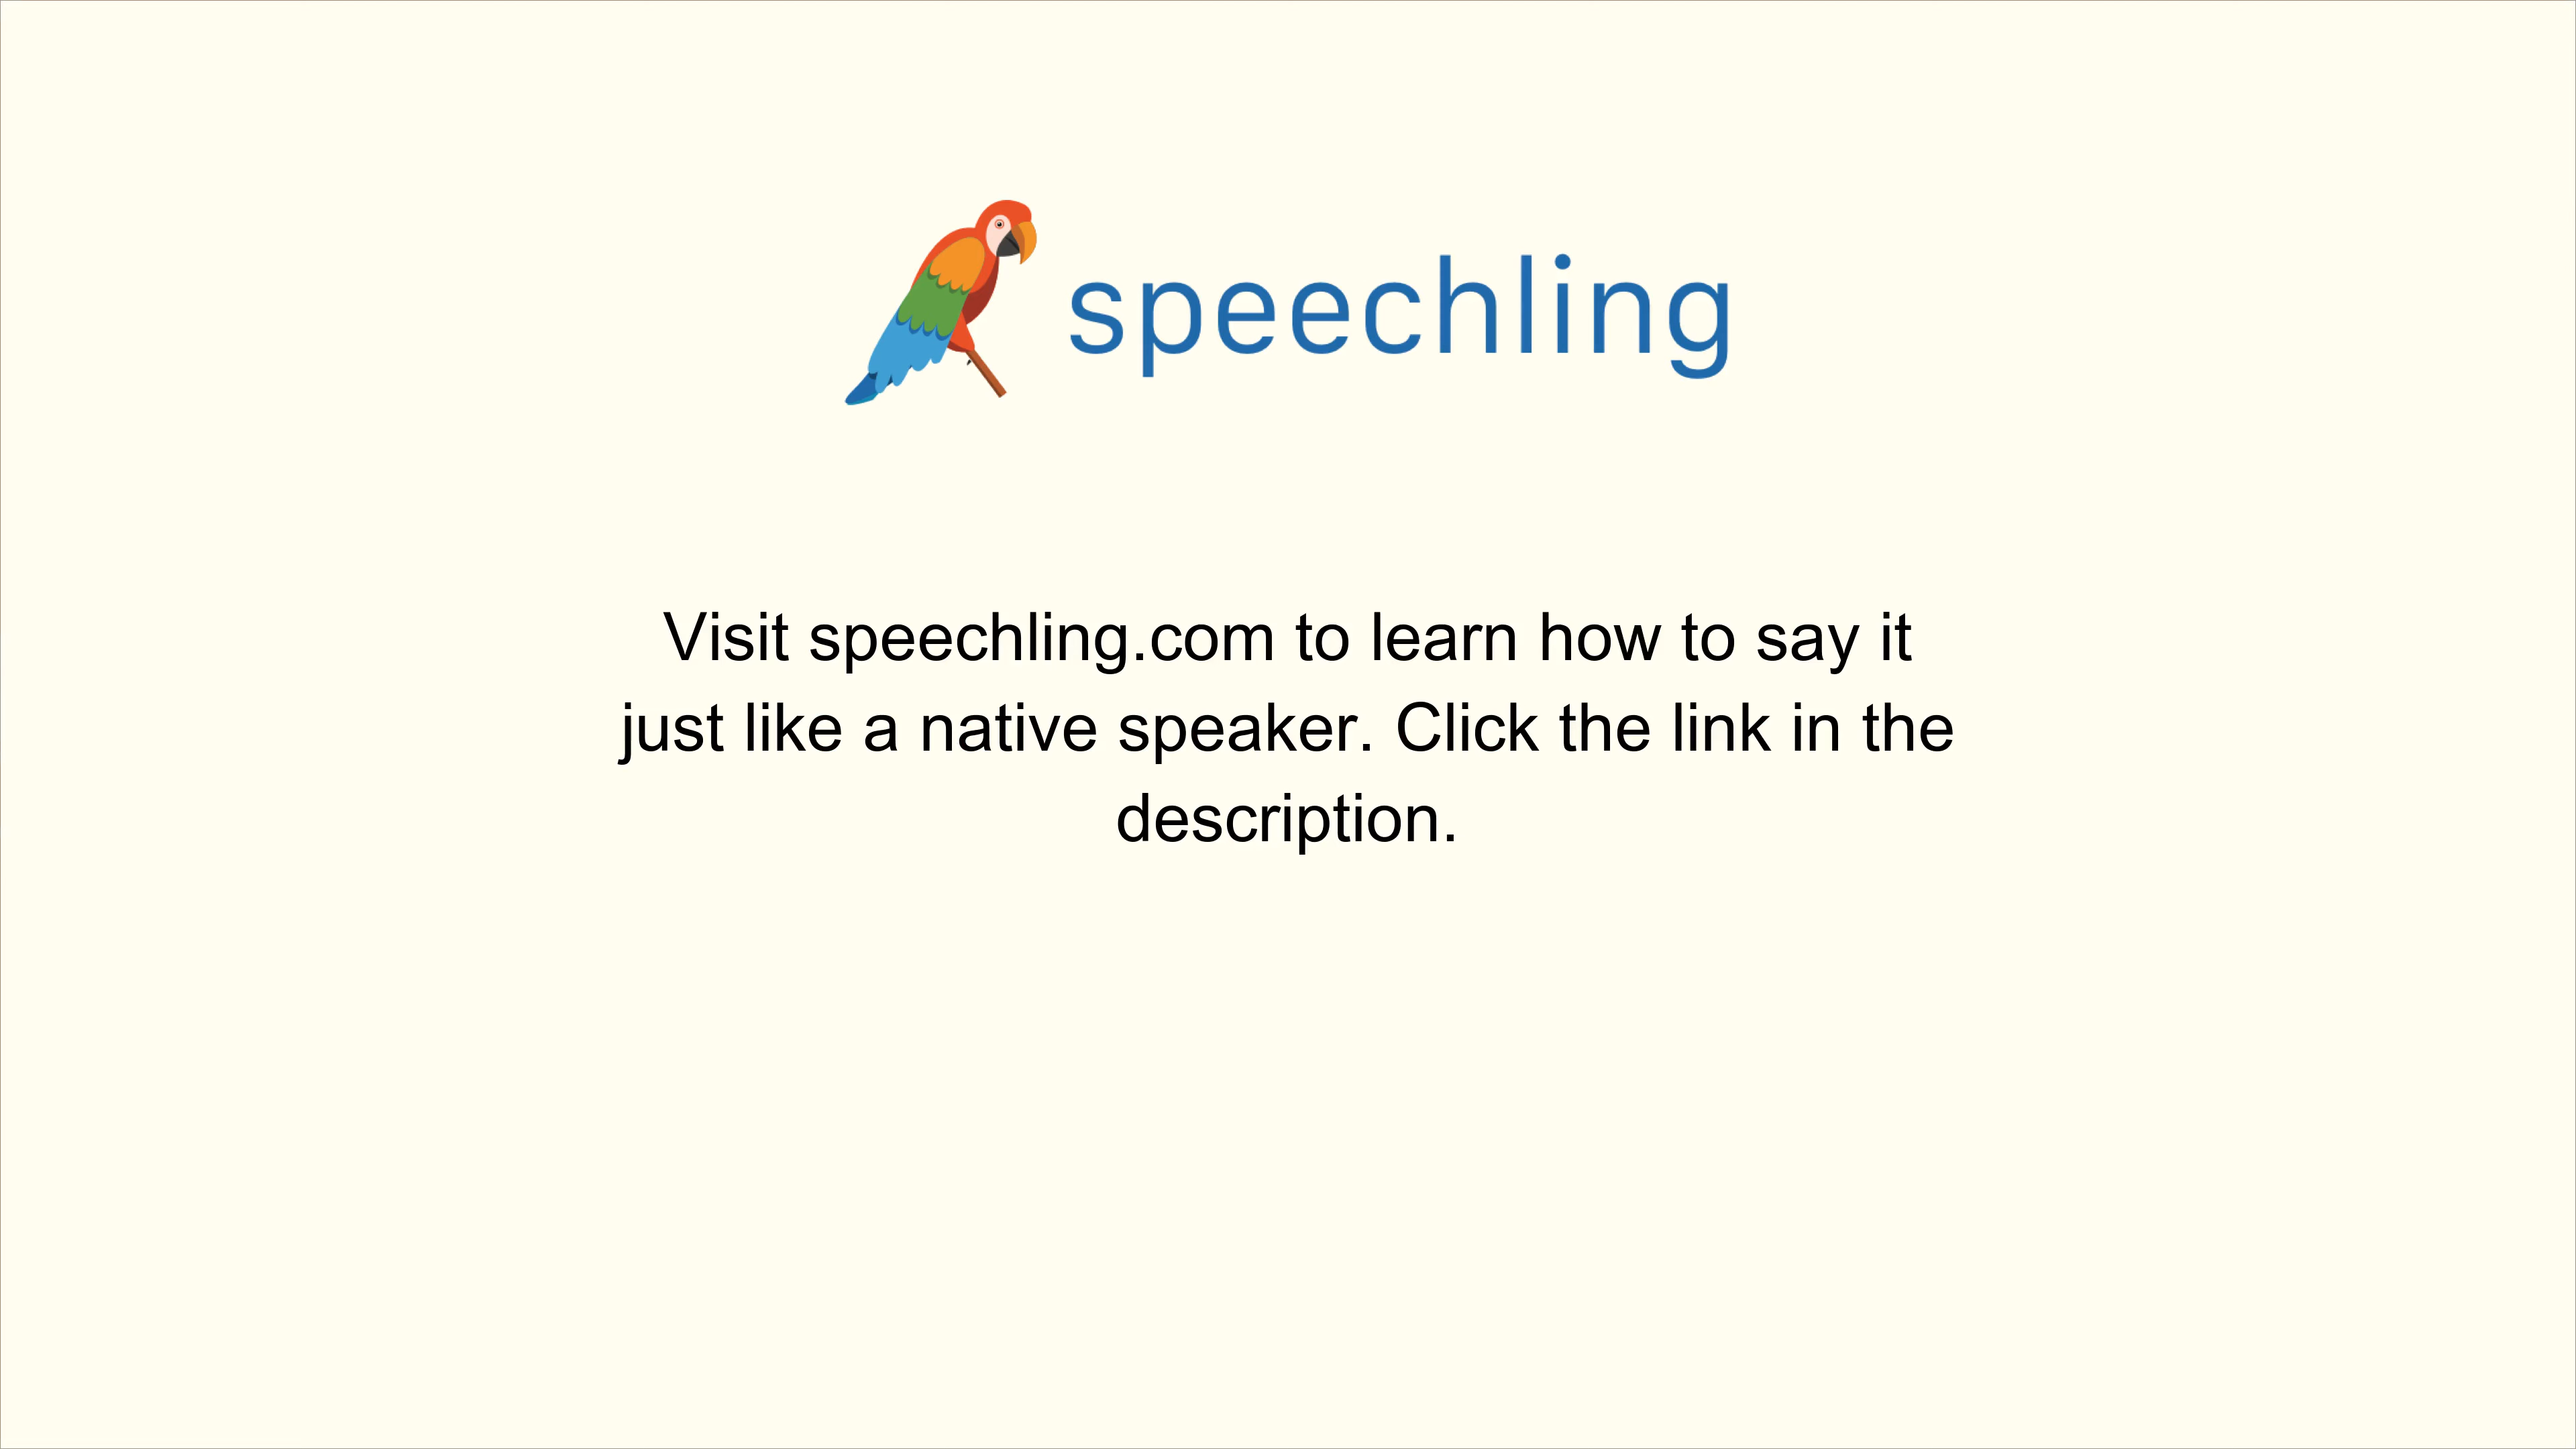 speechling
Visit speechling.com to learn how to say it
just like a native speaker. Click the link in the
description.